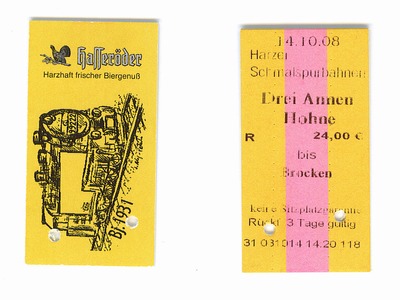 Hasseröder
Harzhaft frischer Biergenuß
Bj. 1931
14.10.08
Harzer
Schmalspurbahnen
Drei Annen
Hohne
R 24,00 €
bis
Brocken
keine Sitzplatzgarantie
Rückf. 3 Tage gültig
31 031014 14.20 118